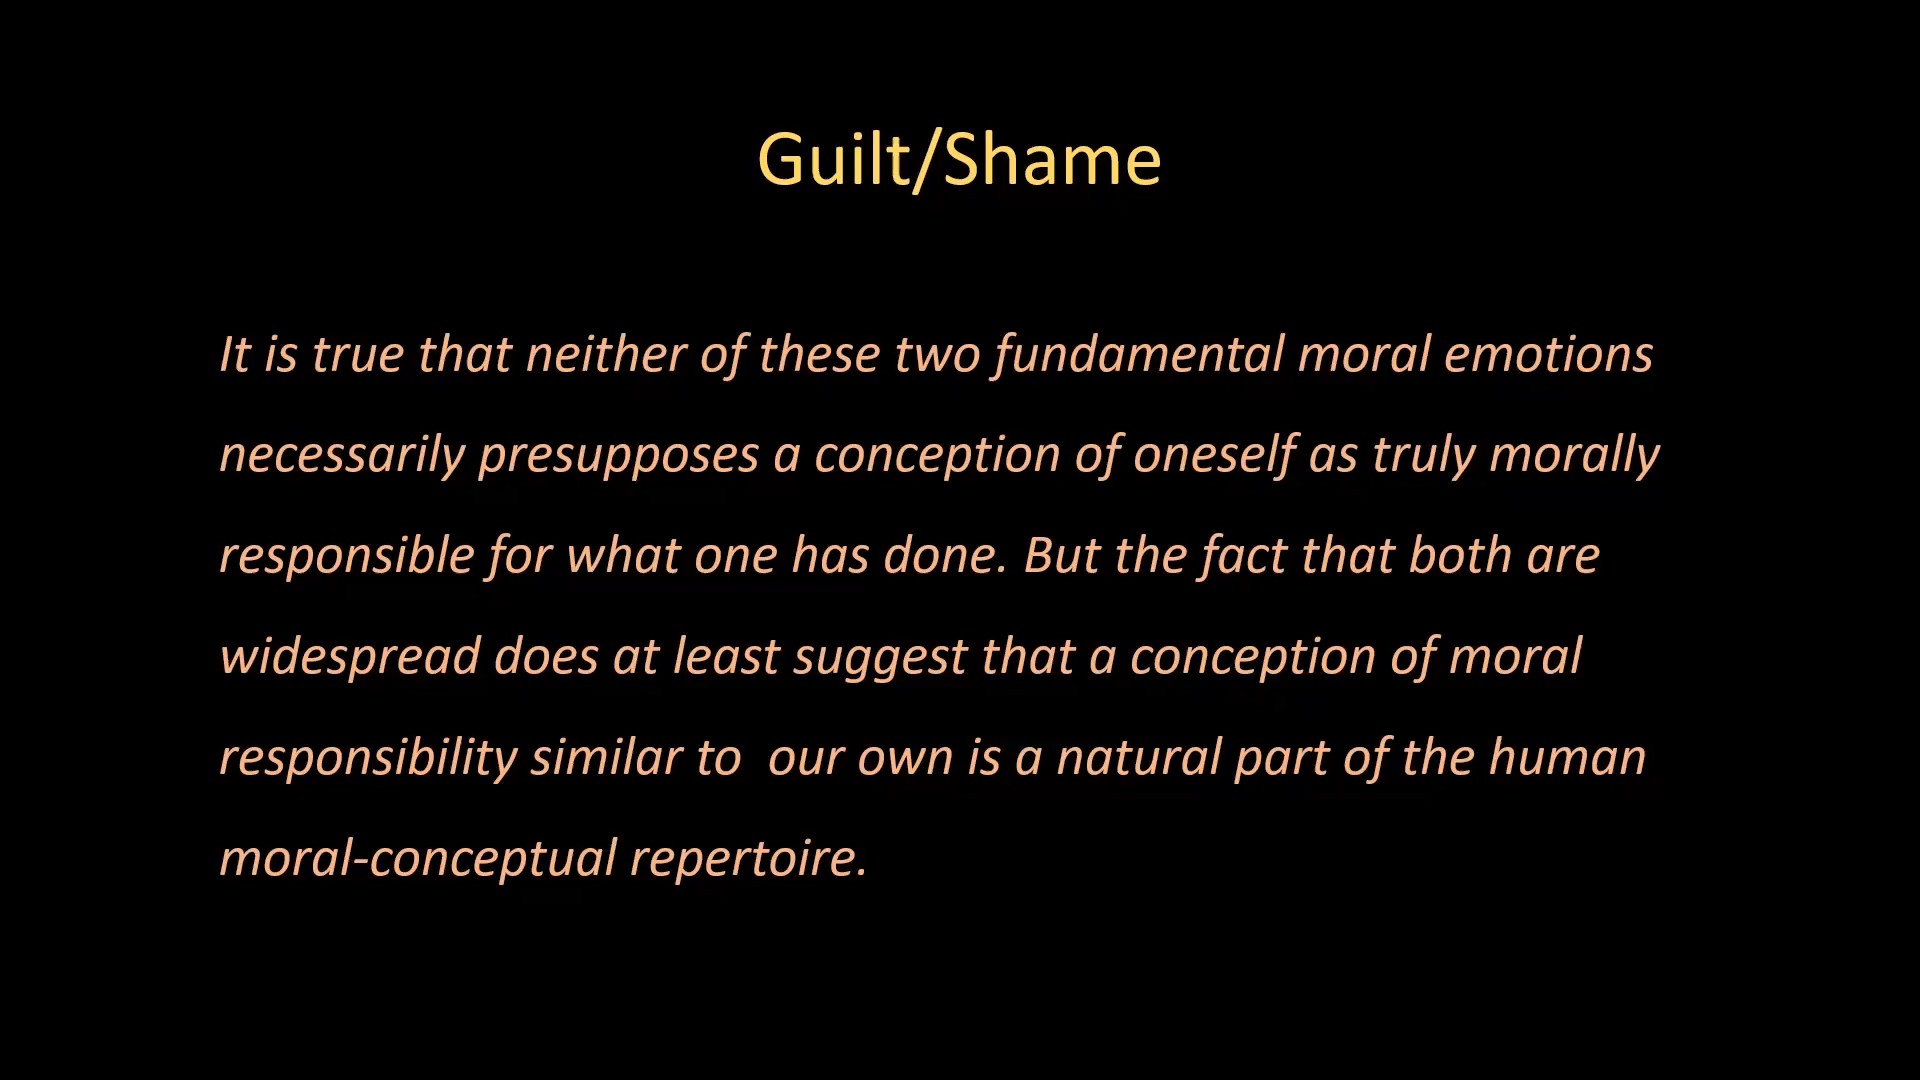 Guilt/Shame
It is true that neither of these two fundamental moral emotions
necessarily presupposes a conception of oneself as truly morally
responsible for what one has done. But the fact that both are
widespread does at least suggest that a conception of moral
responsibility similar to  our own is a natural part of the human
moral-conceptual repertoire.